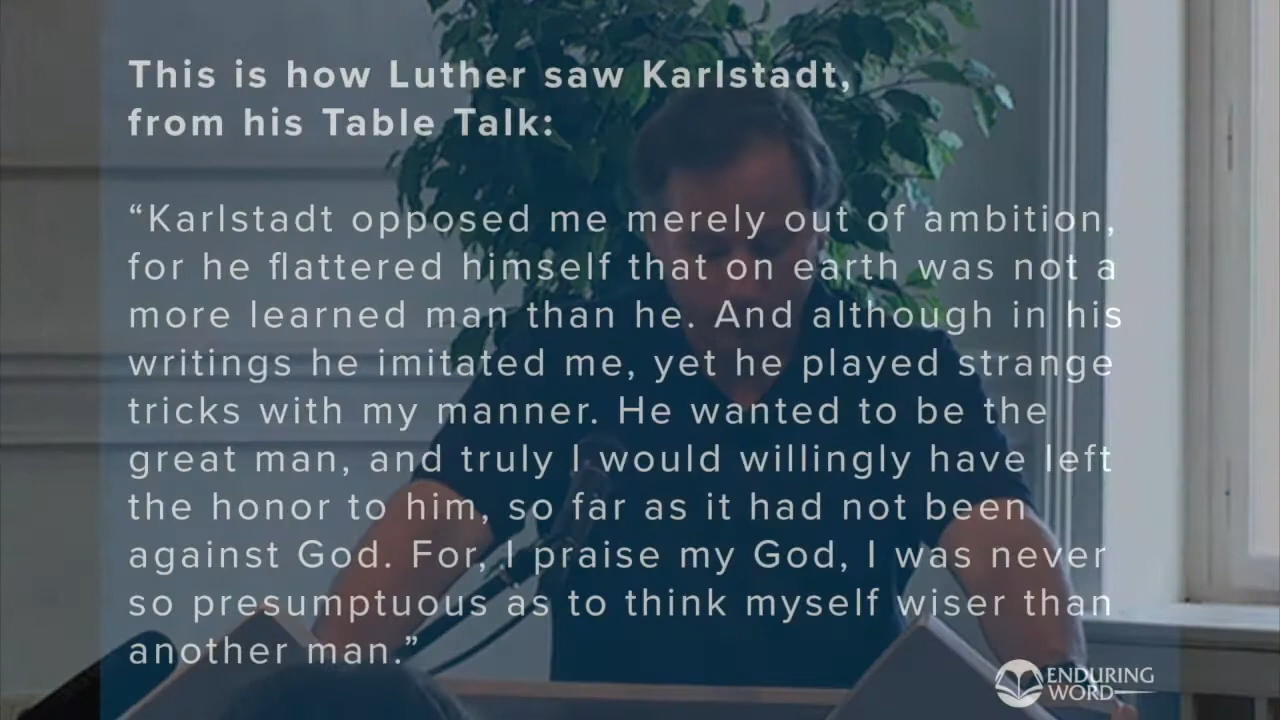 This is how Luther saw Karlstadt,
from his Table Talk:
“Karlstadt opposed me merely out of ambition,
for he flattered himself that on earth was not a
more learned man than he. And although in his
writings he imitated me, yet he played strange
tricks with my manner. He wanted to be the
great man, and truly I would willingly have left
the honor to him, so far as it had not been
against God. For, I praise my God, I was never
so presumptuous as to think myself wiser than
another man.”
ENDURING
WORD